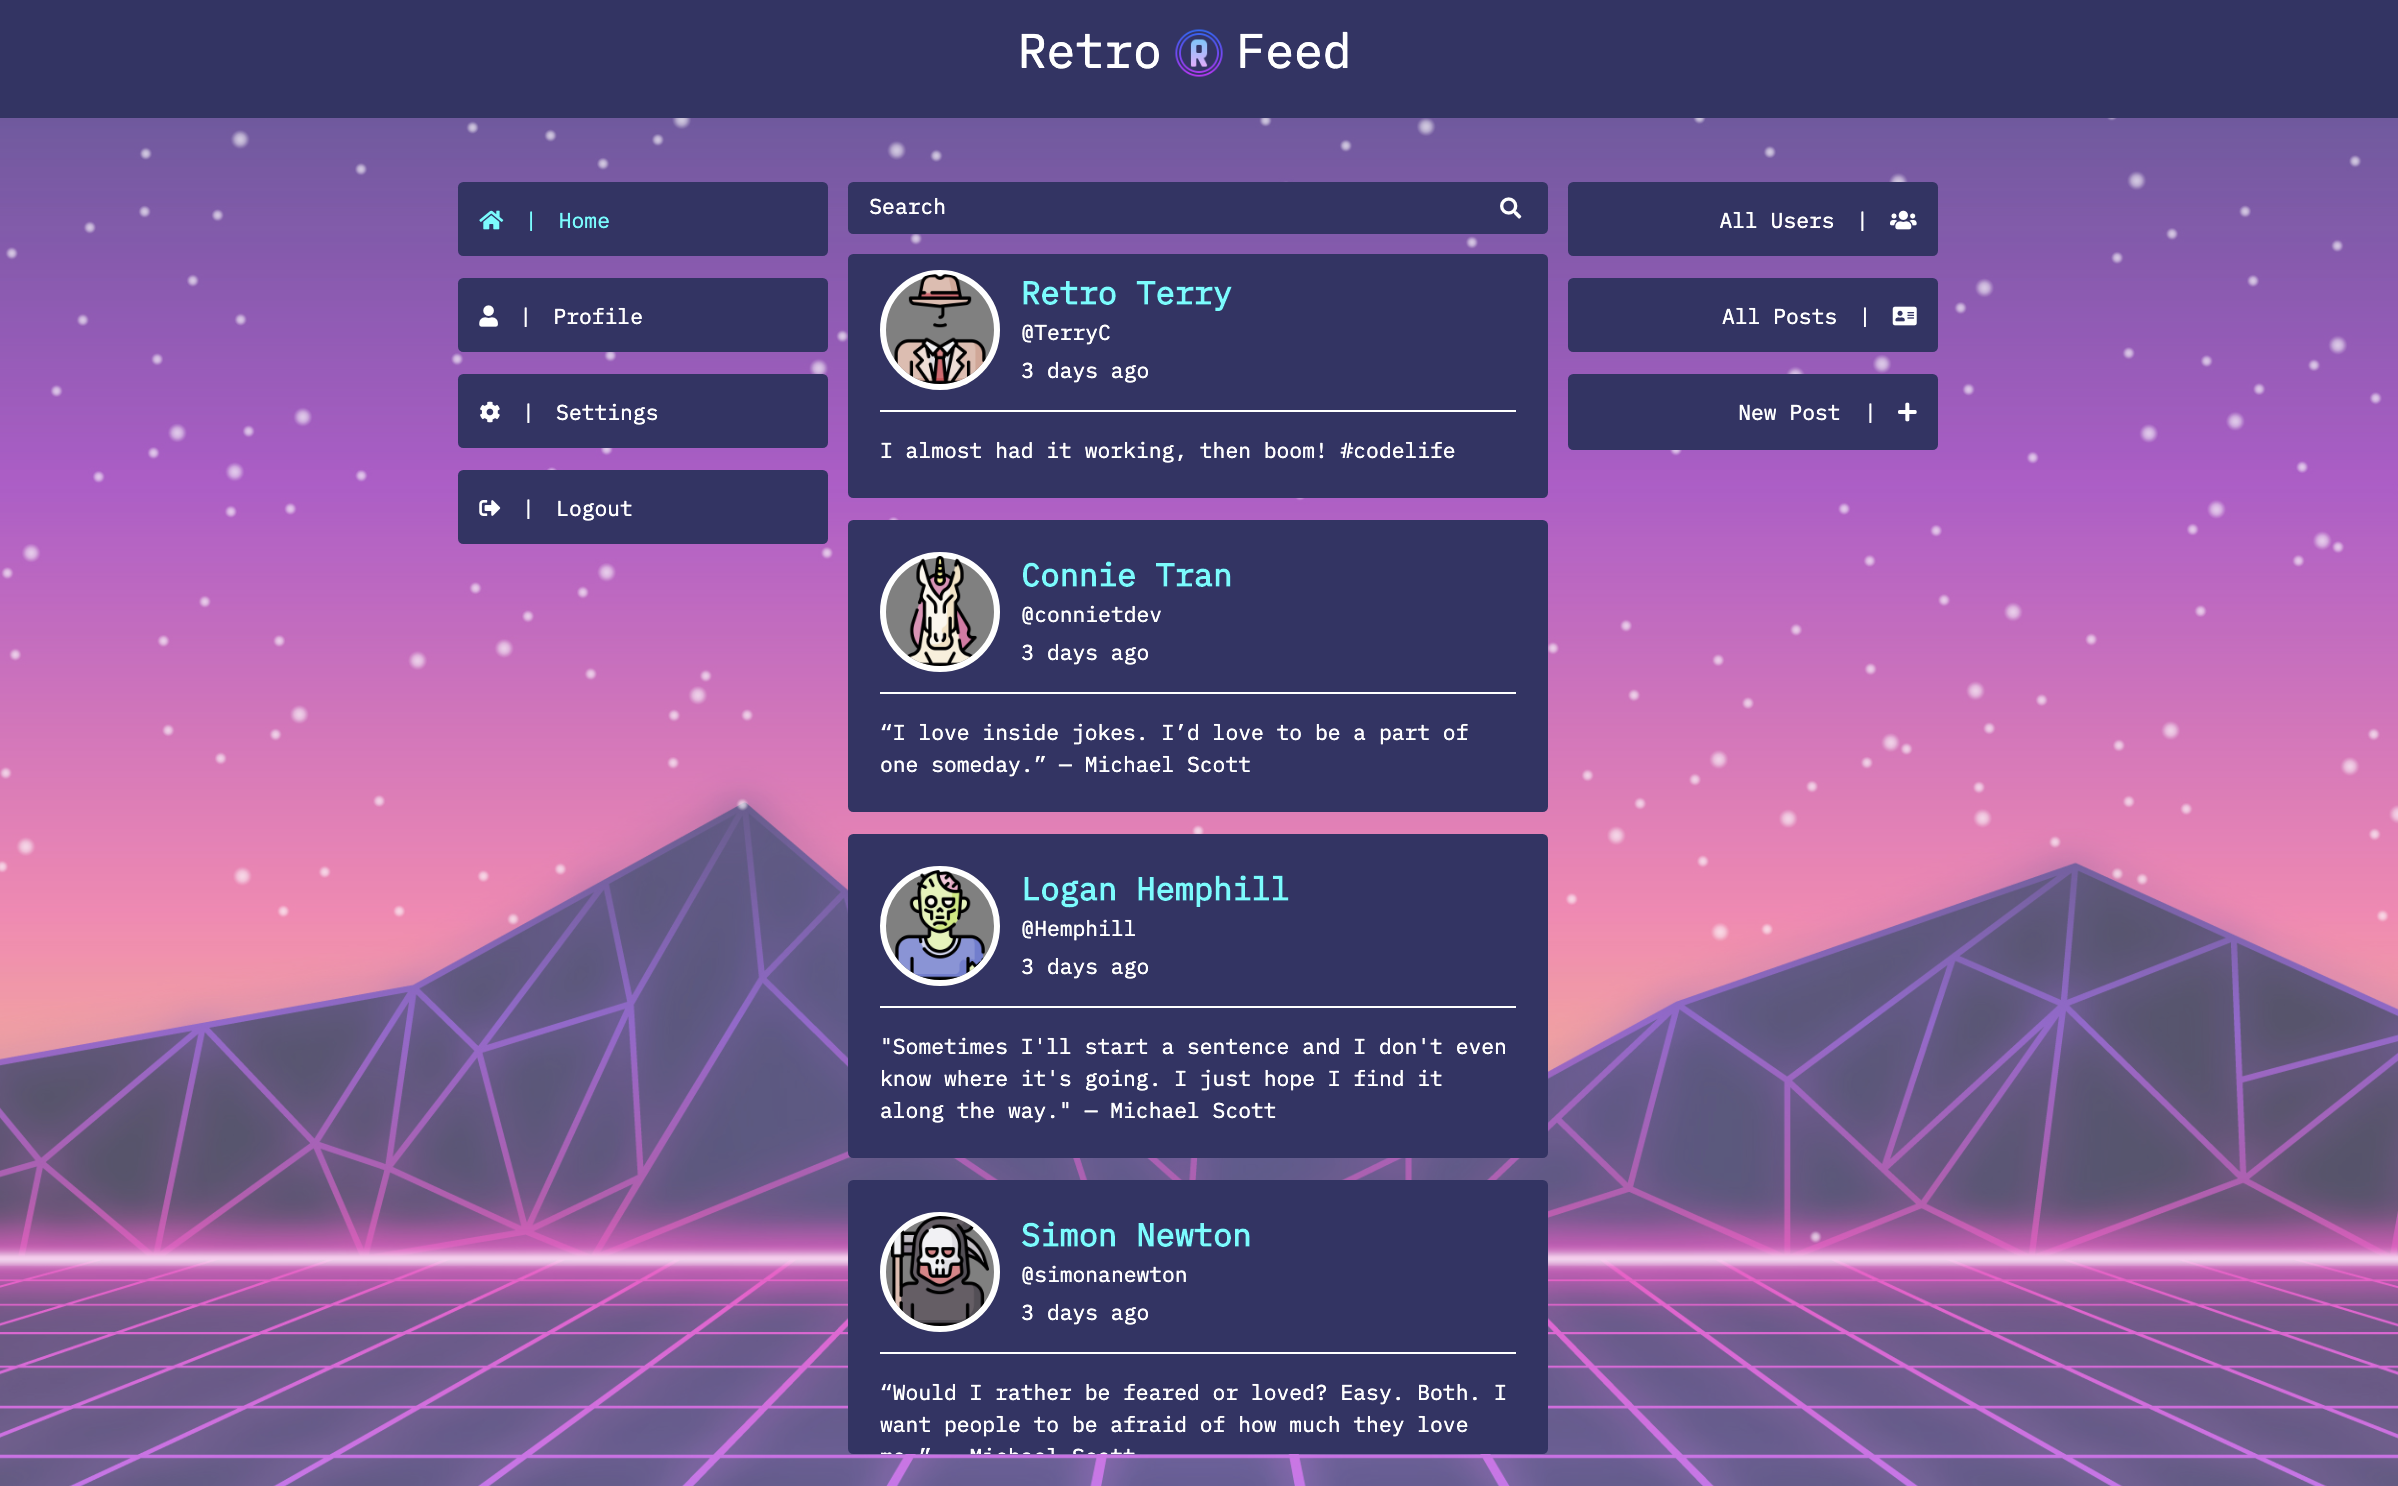 Retro R Feed
| Home
| Profile
| Settings
| Logout
Search
Retro Terry
@TerryC
3 days ago
I almost had it working, then boom! #codelife
Connie Tran
@connietdev
3 days ago
“I love inside jokes. I’d love to be a part of
one someday.” — Michael Scott
Logan Hemphill
@Hemphill
3 days ago
"Sometimes I'll start a sentence and I don't even
know where it's going. I just hope I find it
along the way." — Michael Scott
Simon Newton
@simonanewton
3 days ago
“Would I rather be feared or loved? Easy. Both. I
want people to be afraid of how much they love
me.” — Michael Scott
All Users |
All Posts |
New Post |